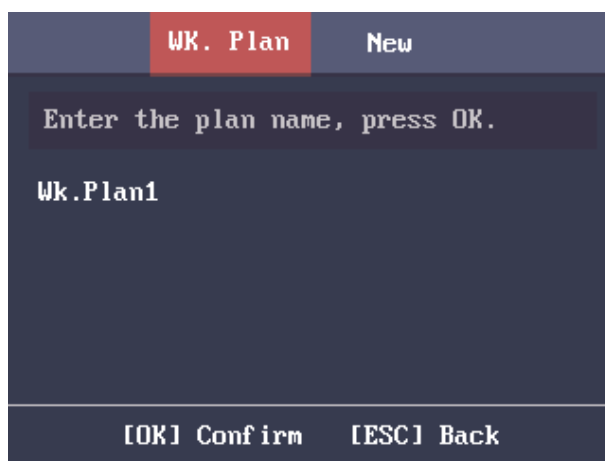 WK. Plan New
Enter the plan name, press OK.
Wk.Plan1
[OK] Confirm [ESC] Back